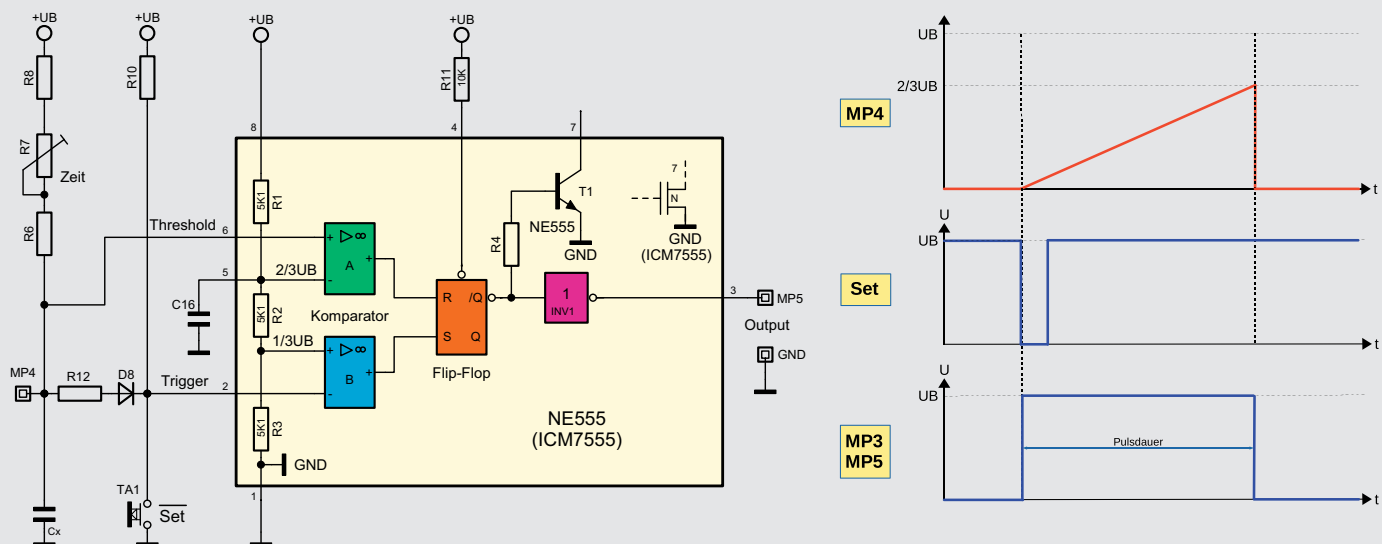 +UB
+UB
+UB
+UB
R8
R10
R11
10K
R7
Zeit
R6
8
4
7
5K1
R1
Threshold
6
5
2/3UB
+
▷∞
A
+
-
C16
5K1
R2
Komparator
1/3UB
+
▷∞
B
+
-
R
/Q
S
Q
Flip-Flop
R4
T1
NE555
GND
7
N
GND
(ICM7555)
1
INV1
3
MP5
Output
GND
MP4
R12
D8
Trigger
2
5K1
R3
GND
NE555
(ICM7555)
1
TA1
Set
Cx
U
UB
2/3UB
MP4
t
U
UB
Set
t
U
UB
MP3
MP5
Pulsdauer
t